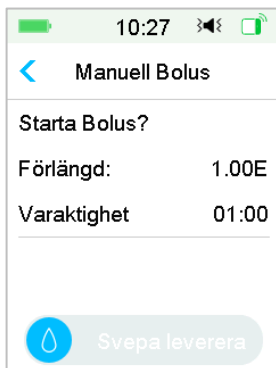 10:27
Manuell Bolus
Starta Bolus?
Förlängd: 1.00E
Varaktighet 01:00
Svepa leverera